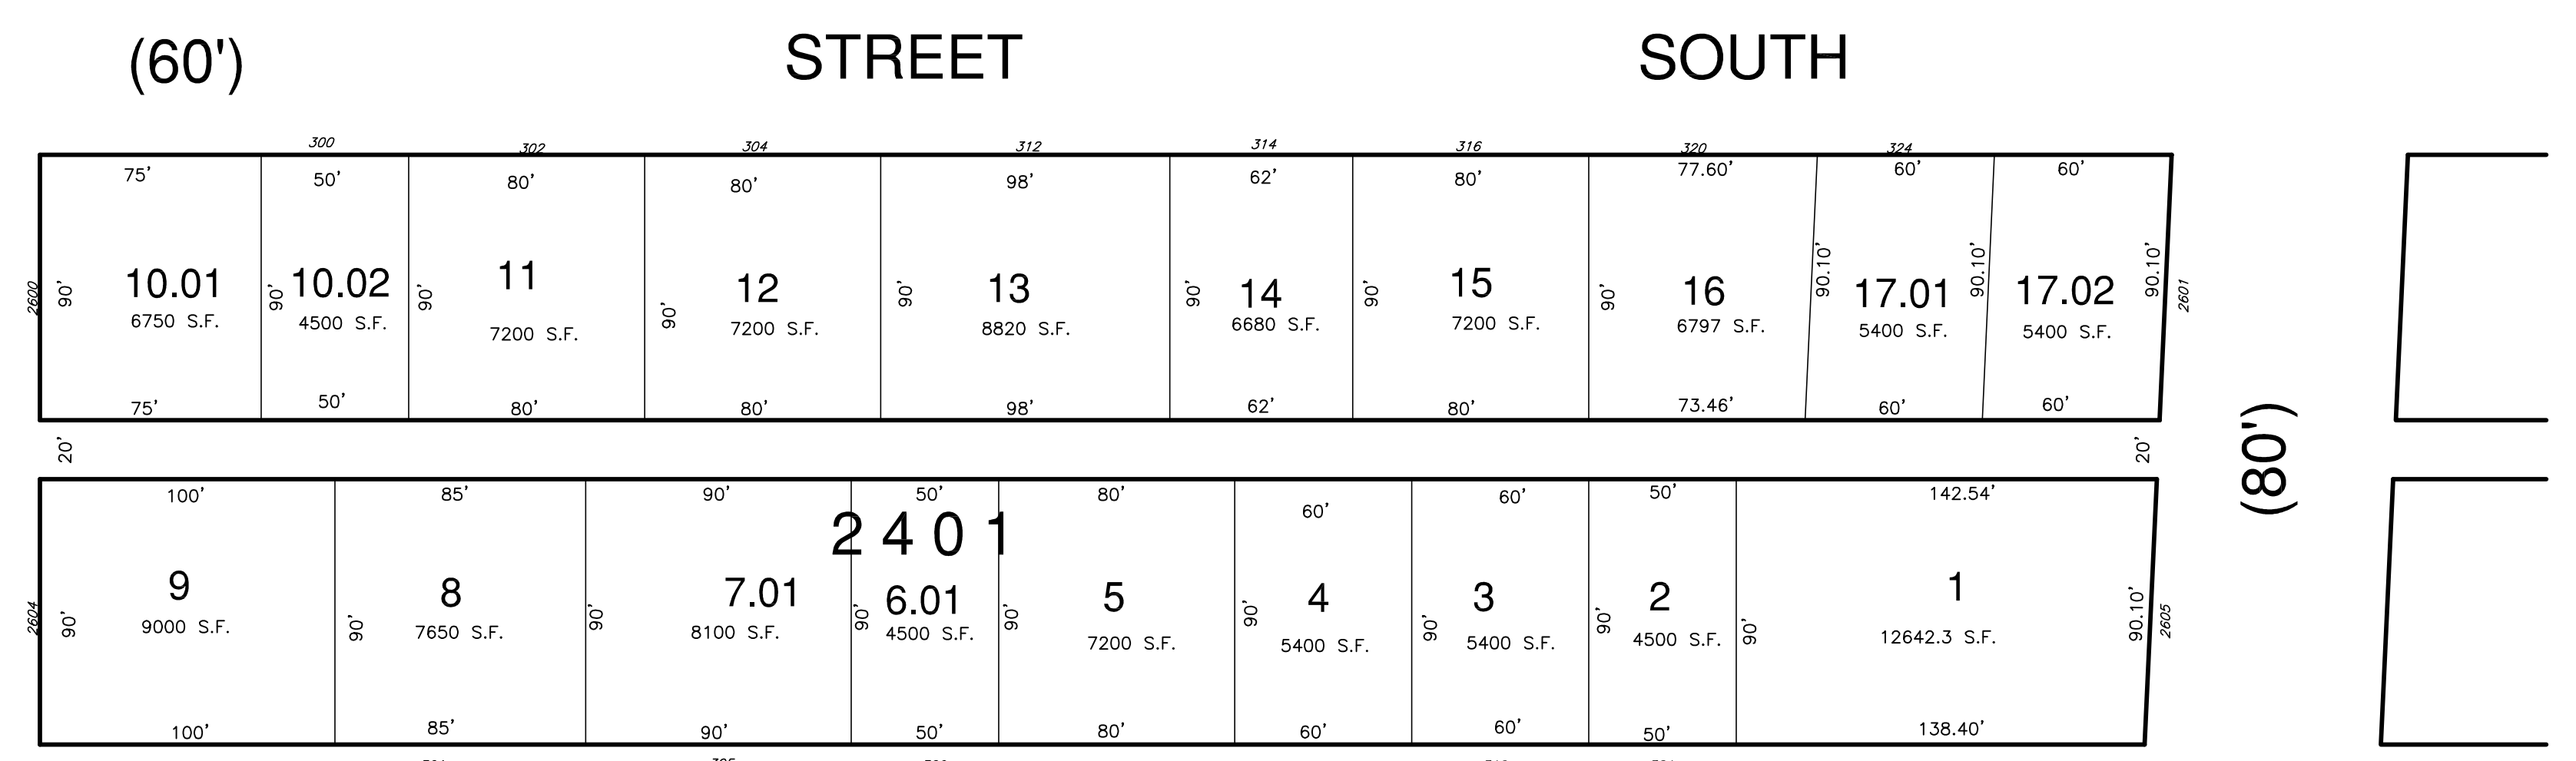 (60') STREET SOUTH
300 302 304 312 314 316 320 324
75' 50' 80' 80' 98' 62' 80' 77.60' 60' 60'
2600 90' 90' 90' 90' 90' 90' 90' 90' 90.10' 90.10' 90.10' 2601
10.01 10.02 11 12 13 14 15 16 17.01 17.02
6750 S.F. 4500 S.F. 7200 S.F. 7200 S.F. 8820 S.F. 6680 S.F. 7200 S.F. 6797 S.F. 5400 S.F. 5400 S.F.
75' 50' 80' 80' 98' 62' 80' 73.46' 60' 60'
20' 20' (80')
100' 85' 90' 50' 80' 60' 60' 50' 142.54'
2401
9 8 7.01 6.01 5 4 3 2 1
2604 90' 90' 90' 90' 90' 90' 90' 90' 90' 90.10' 2605
9000 S.F. 7650 S.F. 8100 S.F. 4500 S.F. 7200 S.F. 5400 S.F. 5400 S.F. 4500 S.F. 12642.3 S.F.
100' 85' 90' 50' 80' 60' 60' 50' 138.40'